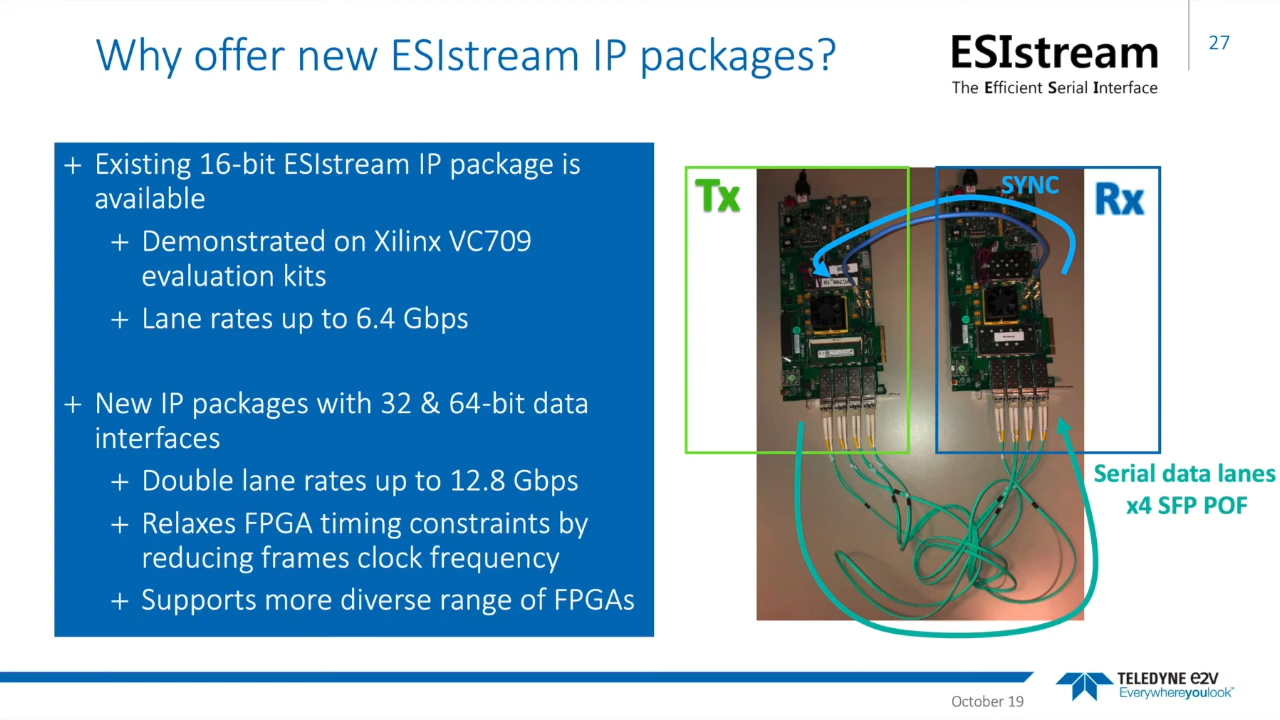 Why offer new ESIstream IP packages?
ESIstream
The Efficient Serial Interface
27
+ Existing 16-bit ESIstream IP package is
available
+ Demonstrated on Xilinx VC709
evaluation kits
+ Lane rates up to 6.4 Gbps
+ New IP packages with 32 & 64-bit data
interfaces
+ Double lane rates up to 12.8 Gbps
+ Relaxes FPGA timing constraints by
reducing frames clock frequency
+ Supports more diverse range of FPGAs
Tx
SYNC
Rx
Serial data lanes
x4 SFP POF
October 19
TELEDYNE e2v
Everywhereyoulook™